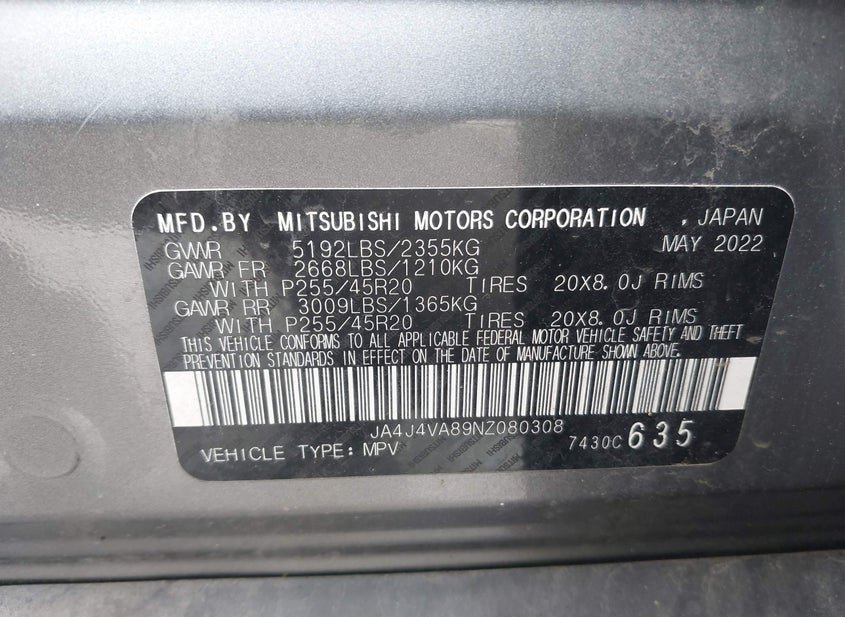 MFD.BY MITSUBISHI MOTORS CORPORATION , JAPAN
GVWR 5192LBS/2355KG MAY 2022
GAWR FR 2668LBS/1210KG
WITH P255/45R20 TIRES 20X8.0J RIMS
GAWR RR 3009LBS/1365KG
WITH P255/45R20 TIRES 20X8.0J RIMS
THIS VEHICLE CONFORMS TO ALL APPLICABLE FEDERAL MOTOR VEHICLE SAFETY AND THEFT
PREVENTION STANDARDS IN EFFECT ON THE DATE OF MANUFACTURE SHOWN ABOVE.
JA4J4VA89NZ080308
VEHICLE TYPE: MPV 7430C 635